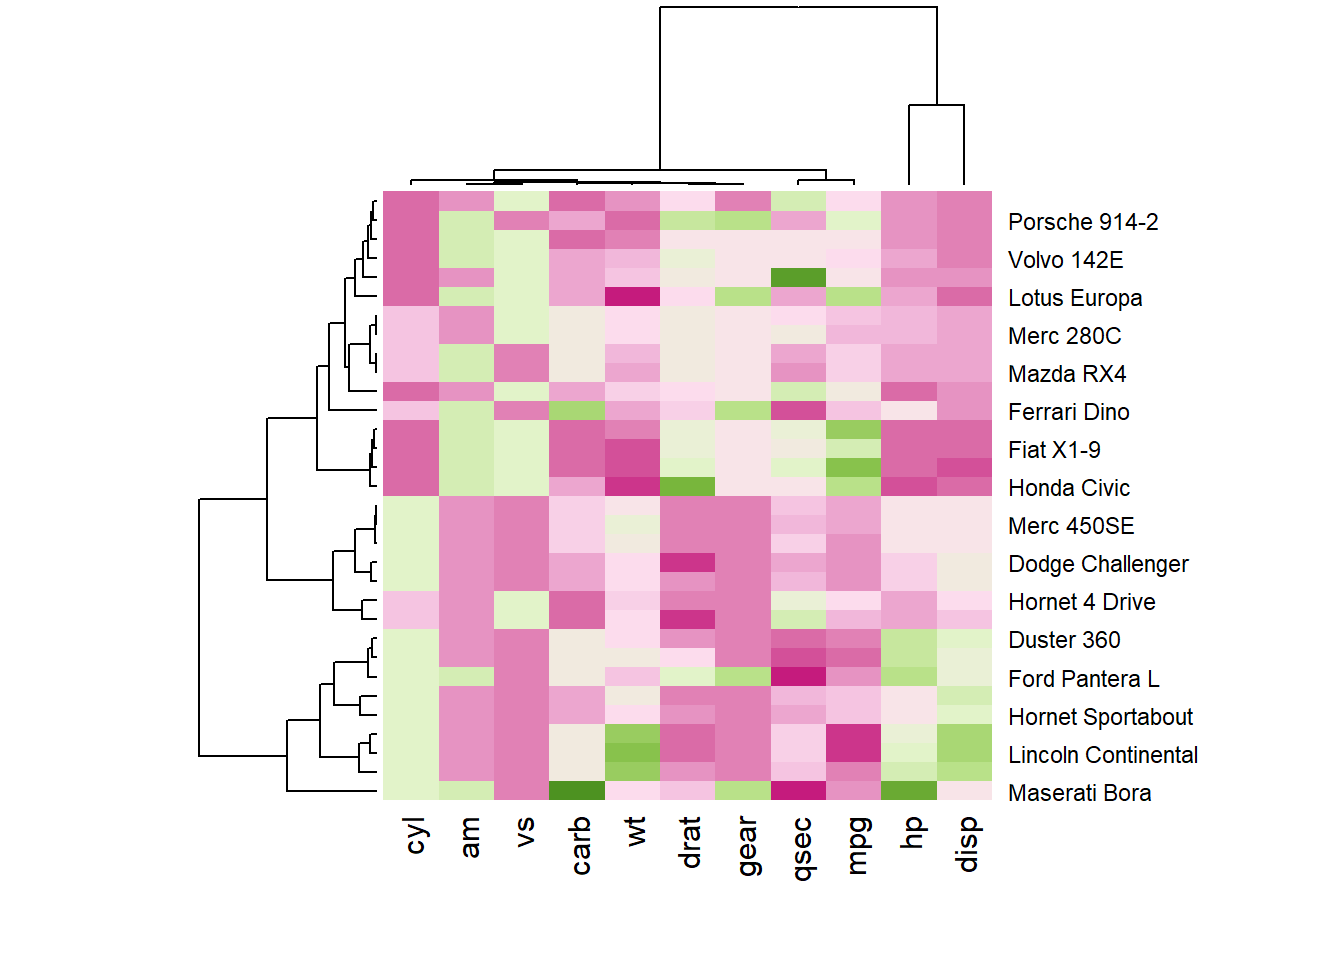 Porsche 914-2
Volvo 142E
Lotus Europa
Merc 280C
Mazda RX4
Ferrari Dino
Fiat X1-9
Honda Civic
Merc 450SE
Dodge Challenger
Hornet 4 Drive
Duster 360
Ford Pantera L
Hornet Sportabout
Lincoln Continental
Maserati Bora
cyl
am
vs
carb
wt
drat
gear
qsec
mpg
hp
disp